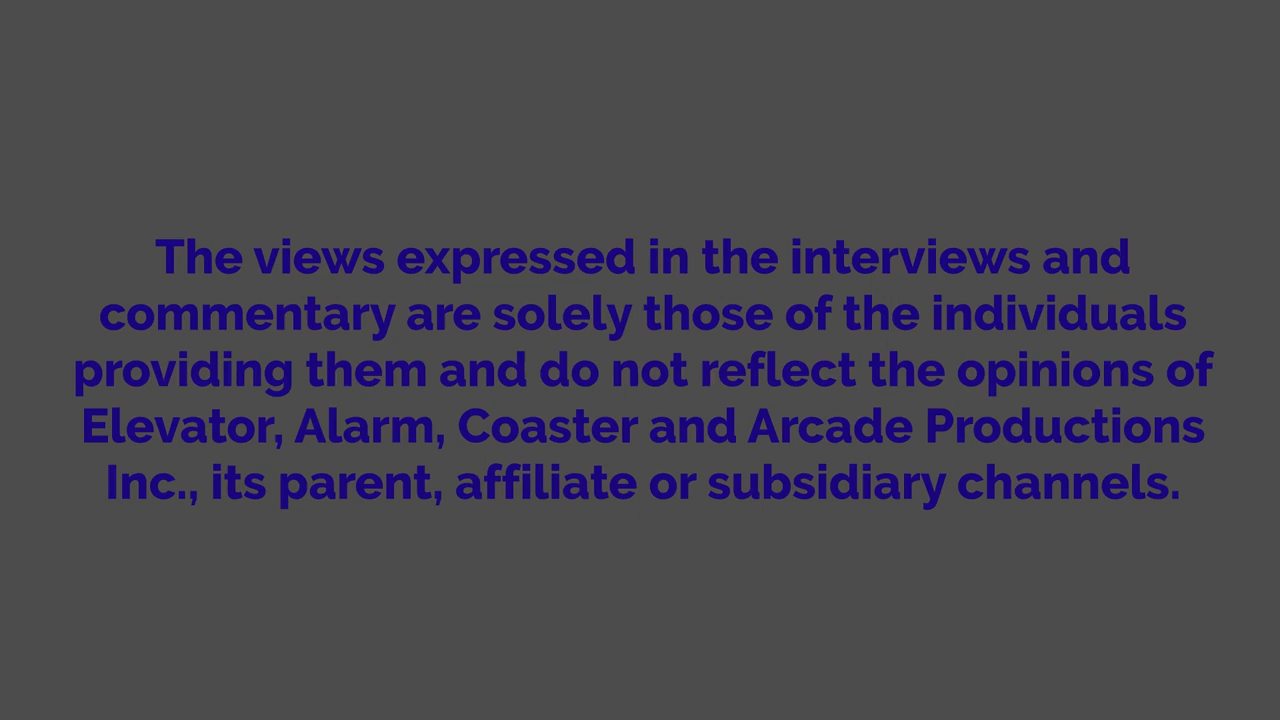 The views expressed in the interviews and
commentary are solely those of the individuals
providing them and do not reflect the opinions of
Elevator, Alarm, Coaster and Arcade Productions
Inc., its parent, affiliate or subsidiary channels.